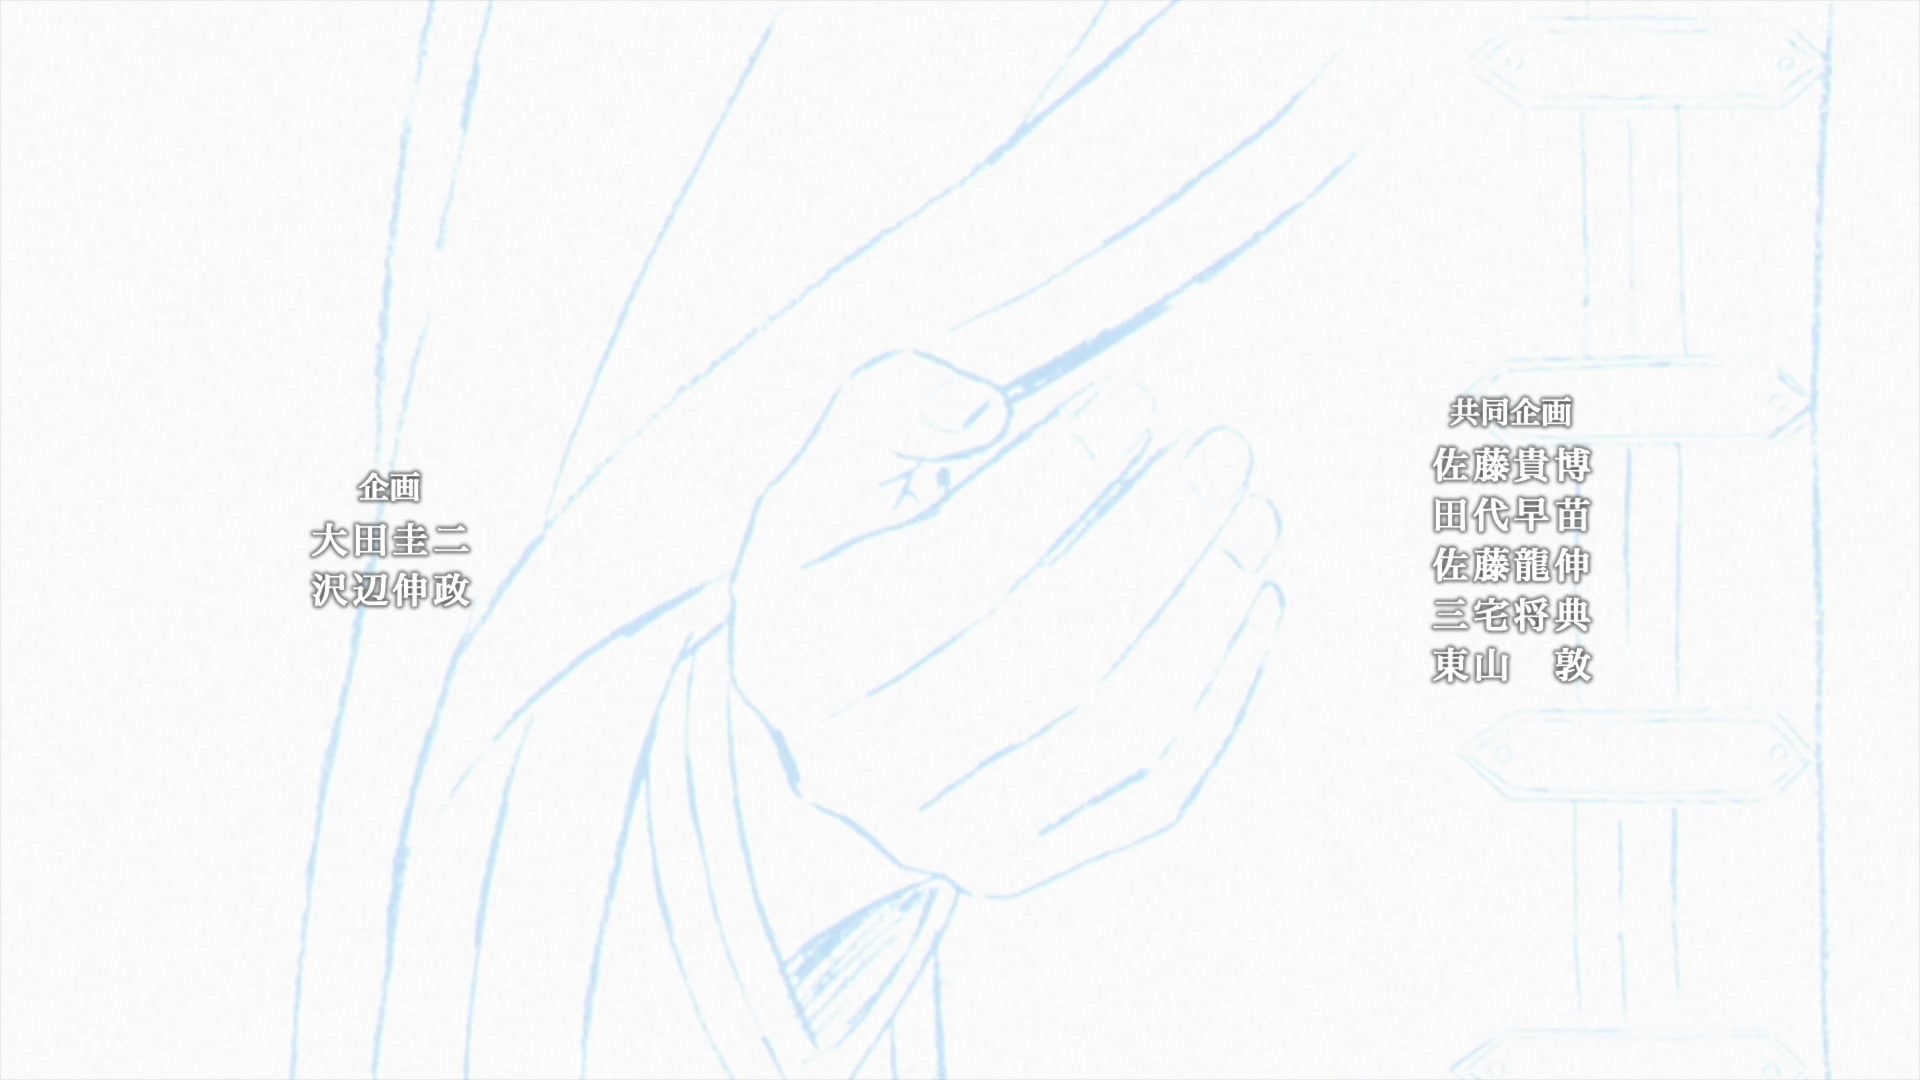 企画
大田圭二
沢辺伸政
共同企画
佐藤貴博
田代早苗
佐藤龍伸
三宅将典
東山　敦